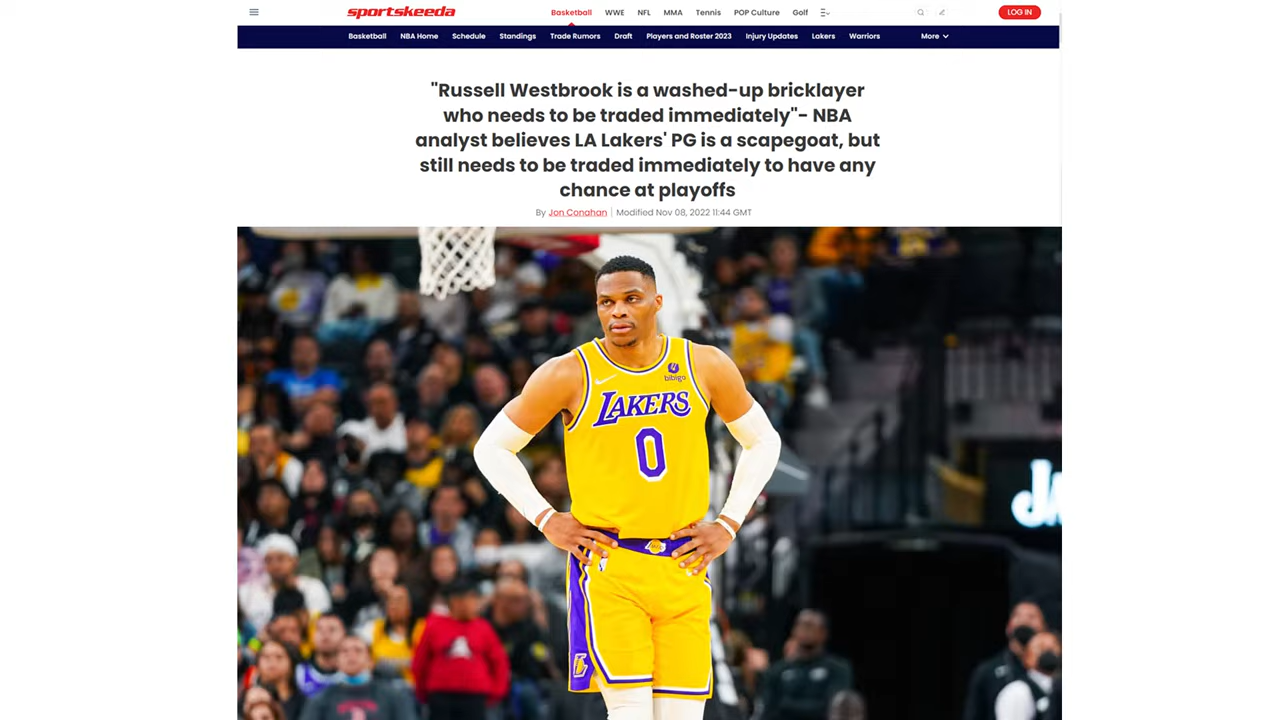 sportskeeda
Basketball WWE NFL MMA Tennis POP Culture Golf
LOG IN
Basketball NBA Home Schedule Standings Trade Rumors Draft Players and Roster 2023 Injury Updates Lakers Warriors More
"Russell Westbrook is a washed-up bricklayer
who needs to be traded immediately"- NBA
analyst believes LA Lakers' PG is a scapegoat, but
still needs to be traded immediately to have any
chance at playoffs
By Jon Conahan | Modified Nov 08, 2022 11:44 GMT
bibigo
LAKERS
0